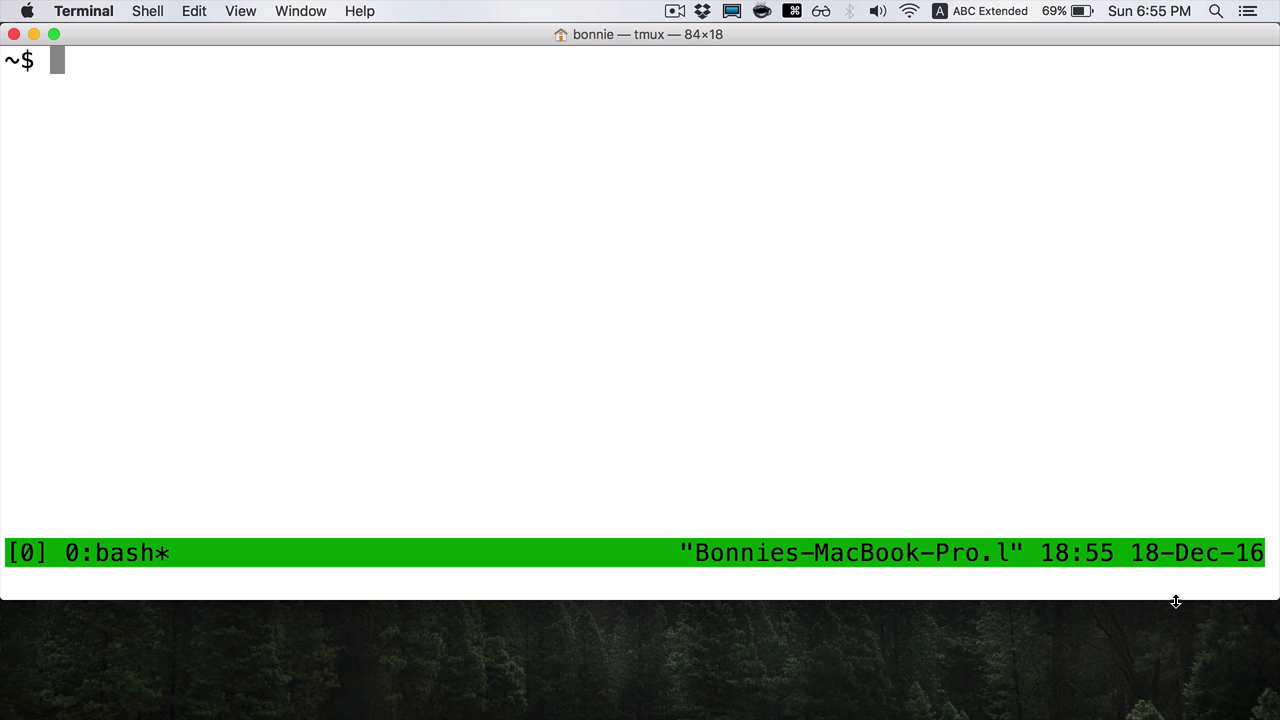 Terminal Shell Edit View Window Help A ABC Extended 69% Sun 6:55 PM
bonnie — tmux — 84×18
~$
[0] 0:bash* "Bonnies-MacBook-Pro.l" 18:55 18-Dec-16